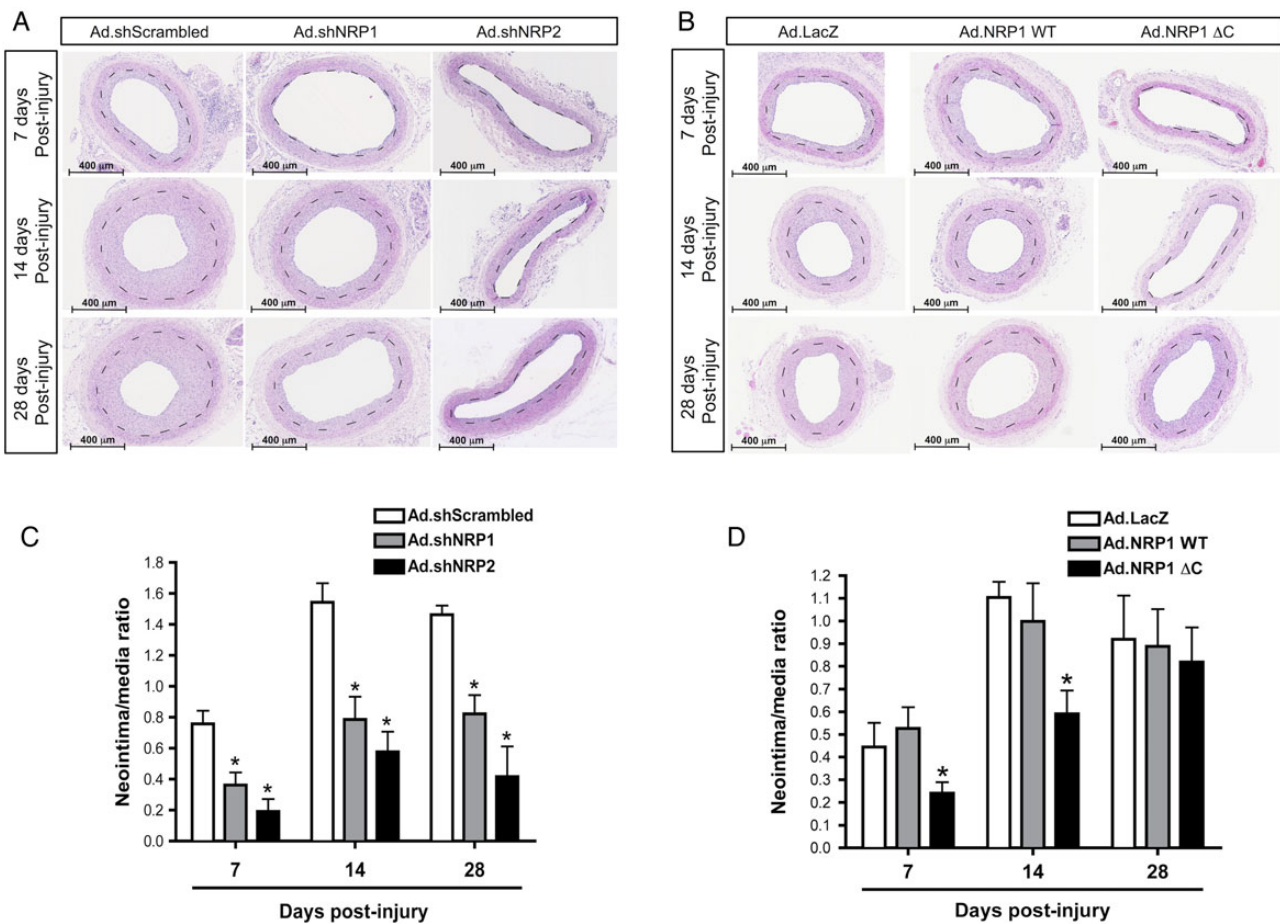 A
Ad.shScrambled Ad.shNRP1 Ad.shNRP2
7 days
Post-injury
400 µm 400 µm 400 µm
14 days
Post-injury
400 µm 400 µm 400 µm
28 days
Post-injury
400 µm 400 µm 400 µm
B
Ad.LacZ Ad.NRP1 WT Ad.NRP1 ΔC
7 days
Post-injury
400 µm 400 µm 400 µm
14 days
Post-injury
400 µm 400 µm 400 µm
28 days
Post-injury
400 µm 400 µm 400 µm
C
Ad.shScrambled
Ad.shNRP1
Ad.shNRP2
Neointima/media ratio
1.8
1.6
1.4
1.2
1.0
0.8
0.6
0.4
0.2
0.0
* * * * * *
7 14 28
Days post-injury
D
Ad.LacZ
Ad.NRP1 WT
Ad.NRP1 ΔC
Neointima/media ratio
1.2
1.1
1.0
0.9
0.8
0.7
0.6
0.5
0.4
0.3
0.2
0.1
0.0
* *
7 14 28
Days post-injury